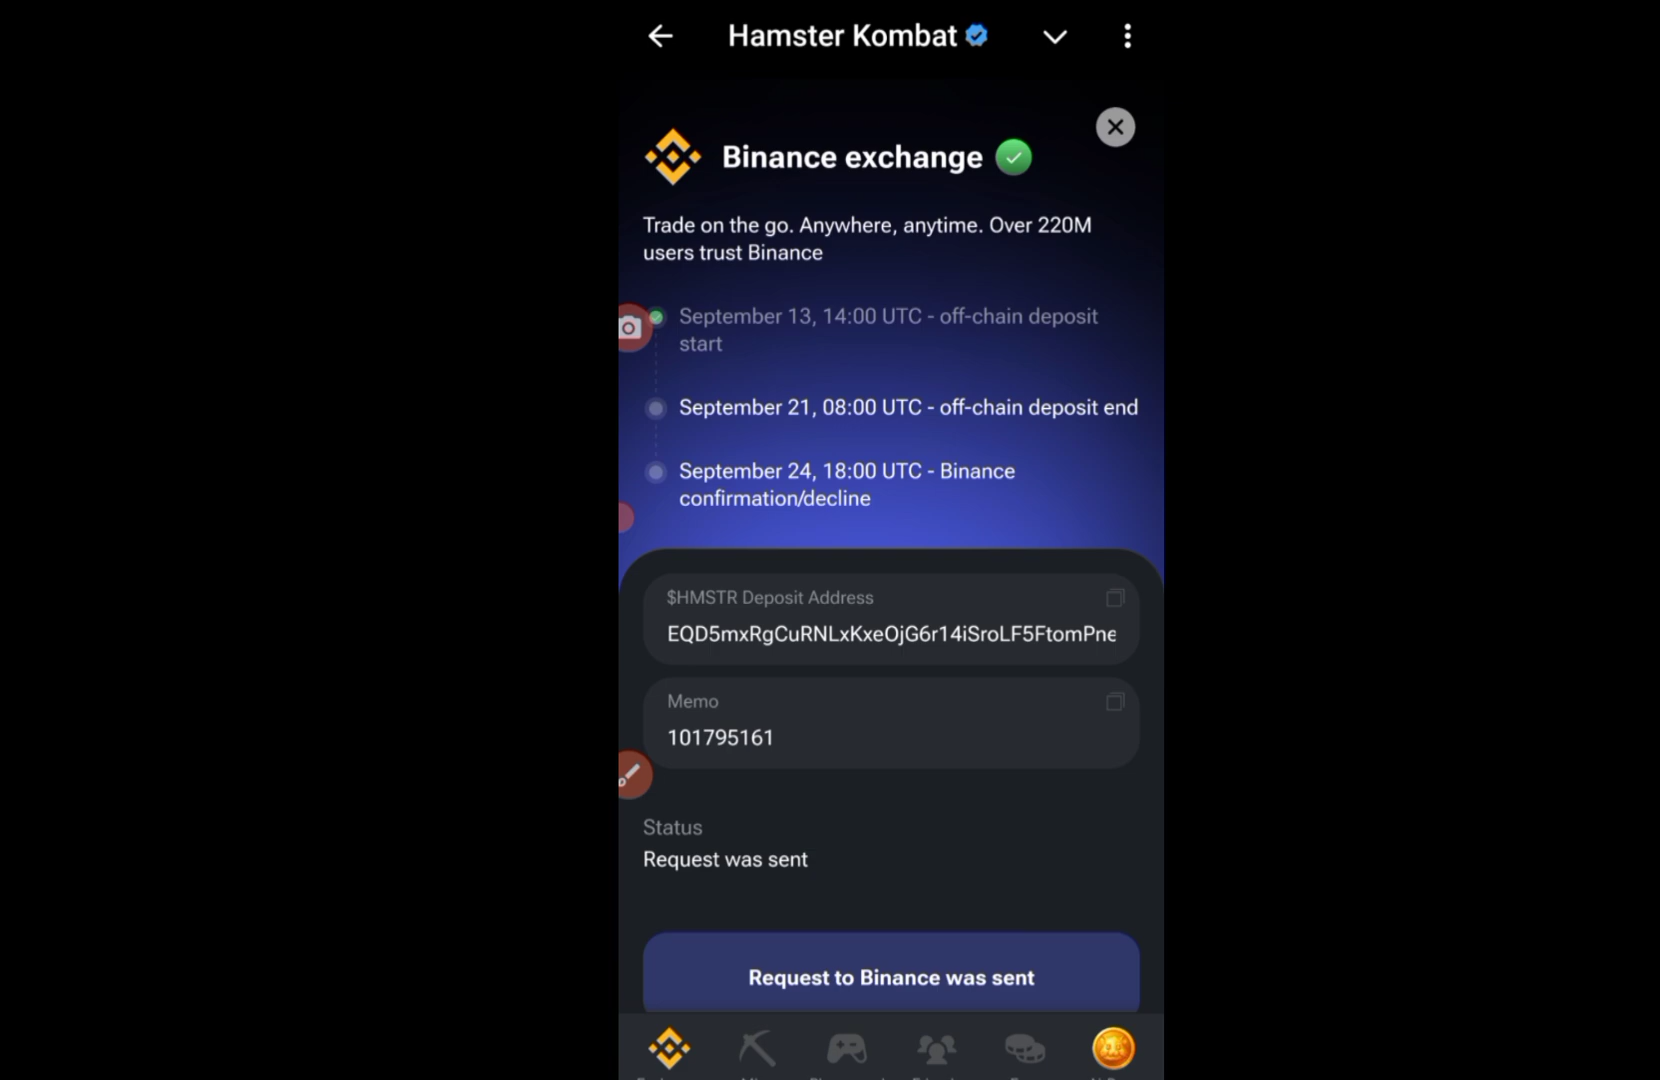 Hamster Kombat
Binance exchange
Trade on the go. Anywhere, anytime. Over 220M
users trust Binance
September 13, 14:00 UTC - off-chain deposit
start
September 21, 08:00 UTC - off-chain deposit end
September 24, 18:00 UTC - Binance
confirmation/decline
$HMSTR Deposit Address
EQD5mxRgCuRNLxKxeOjG6r14iSroLF5FtomPne
Memo
101795161
Status
Request was sent
Request to Binance was sent